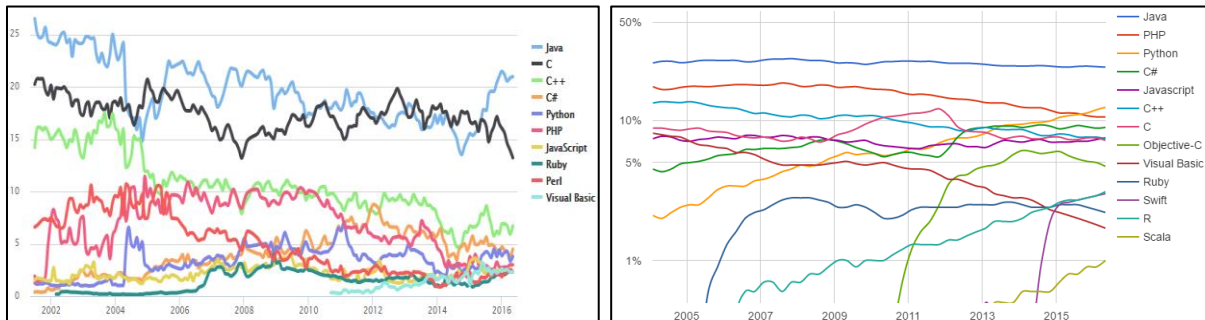 25
20
15
10
5
0
2002 2004 2006 2008 2010 2012 2014 2016
Java
C
C++
C#
Python
PHP
JavaScript
Ruby
Perl
Visual Basic
50%
10%
5%
1%
2005 2007 2009 2011 2013 2015
Java
PHP
Python
C#
Javascript
C++
C
Objective-C
Visual Basic
Ruby
Swift
R
Scala